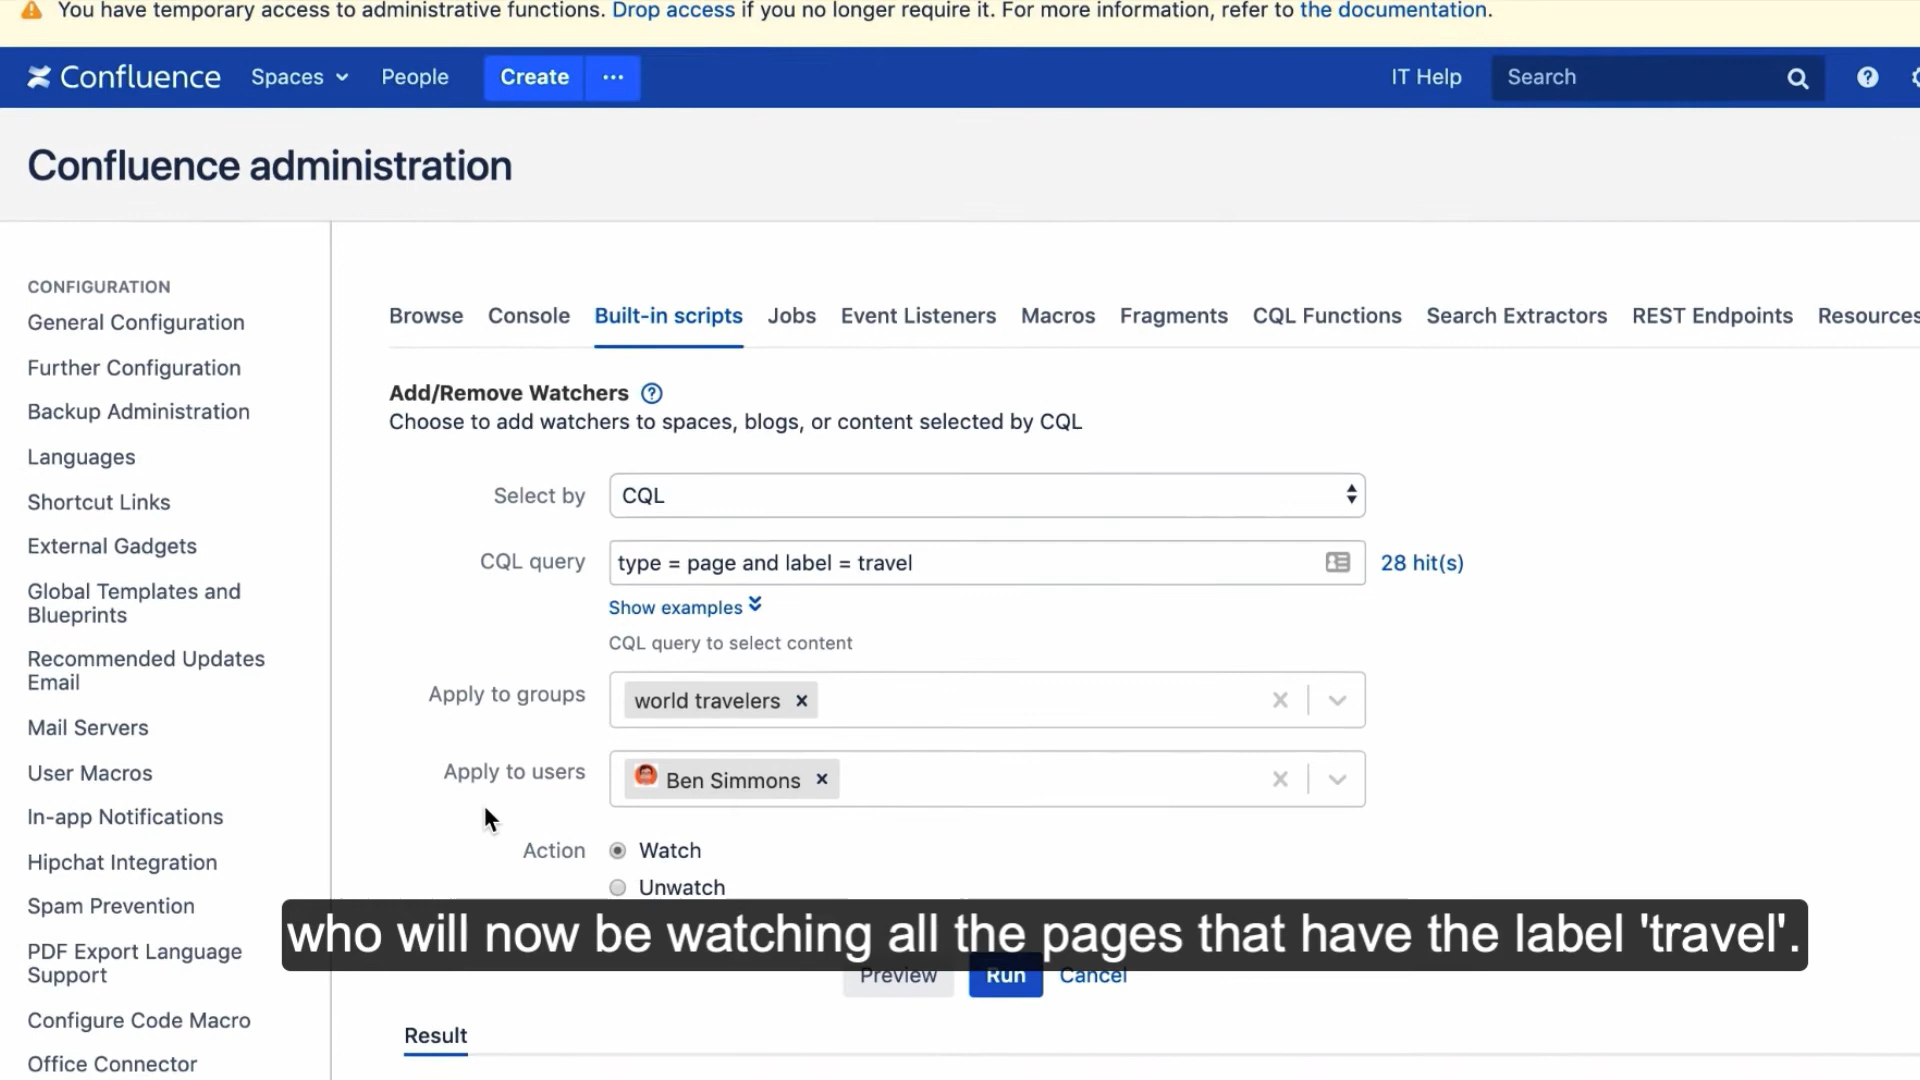 You have temporary access to administrative functions. Drop access if you no longer require it. For more information, refer to the documentation.
Confluence Spaces People Create ••• IT Help Search
Confluence administration
CONFIGURATION
General Configuration
Further Configuration
Backup Administration
Languages
Shortcut Links
External Gadgets
Global Templates and
Blueprints
Recommended Updates
Email
Mail Servers
User Macros
In-app Notifications
Hipchat Integration
Spam Prevention
PDF Export Language
Support
Configure Code Macro
Office Connector
Browse Console Built-in scripts Jobs Event Listeners Macros Fragments CQL Functions Search Extractors REST Endpoints Resources
Add/Remove Watchers
Choose to add watchers to spaces, blogs, or content selected by CQL
Select by CQL
CQL query type = page and label = travel 28 hit(s)
Show examples
CQL query to select content
Apply to groups world travelers
Apply to users Ben Simmons
Action Watch
Unwatch
who will now be watching all the pages that have the label 'travel'.
Preview Run Cancel
Result